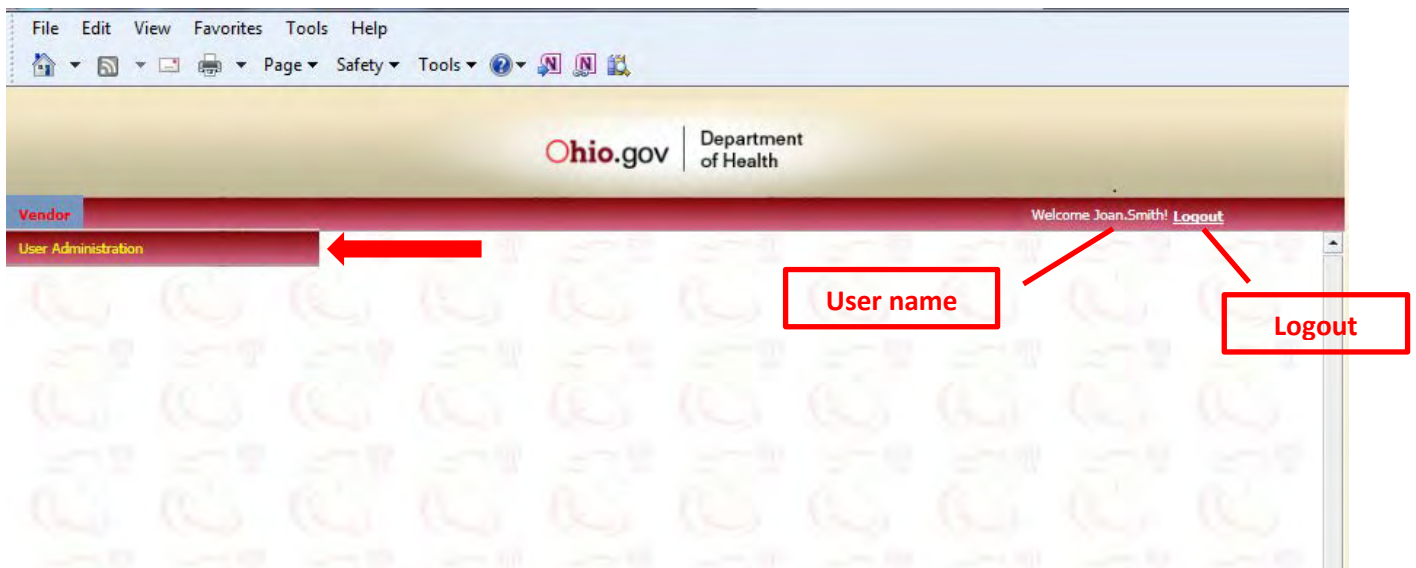 File Edit View Favorites Tools Help
Page Safety Tools
Ohio.gov
Department
of Health
Vendor
Welcome Joan.Smith! Logout
User Administration
User name
Logout